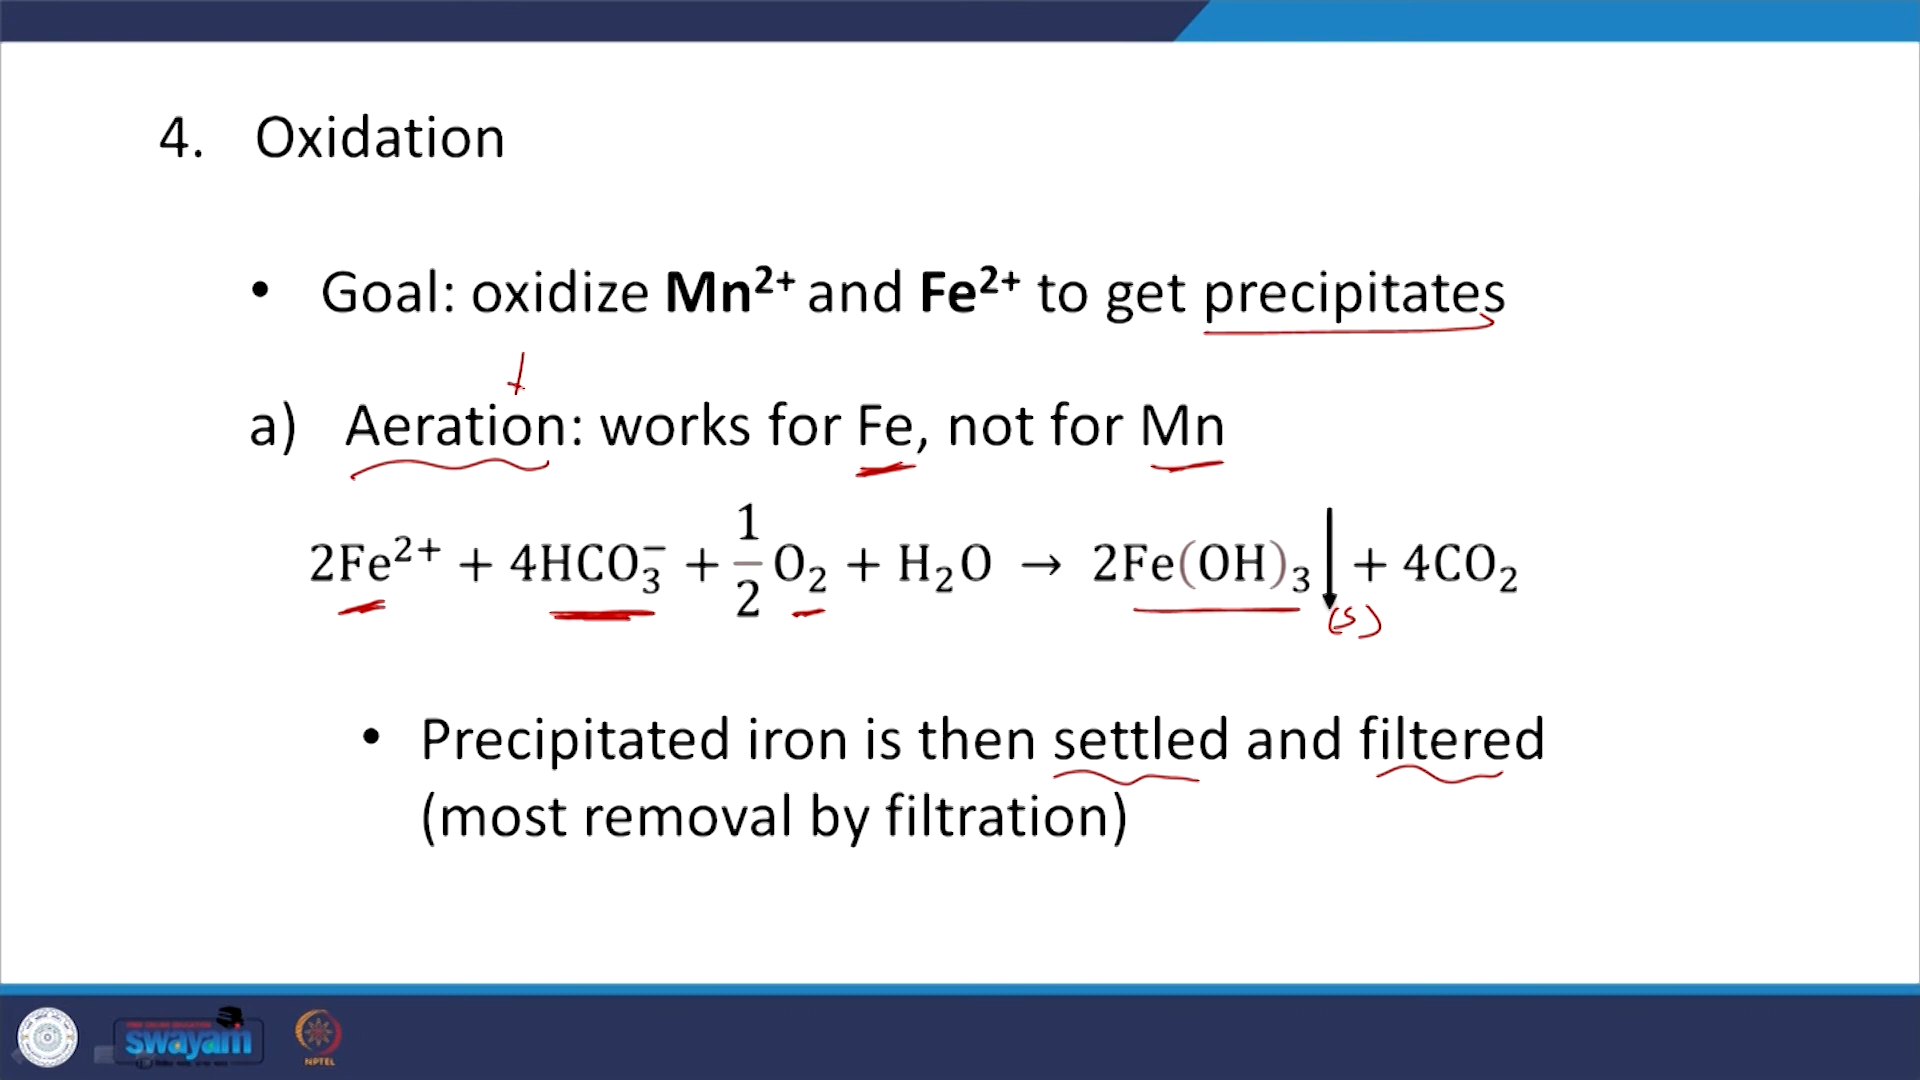 4. Oxidation
• Goal: oxidize Mn²⁺ and Fe²⁺ to get precipitates
a) Aeration: works for Fe, not for Mn
2Fe²⁺ + 4HCO₃⁻ + 1/2 O₂ + H₂O → 2Fe(OH)₃↓ + 4CO₂
(s)
• Precipitated iron is then settled and filtered
(most removal by filtration)
swayam
NPTEL